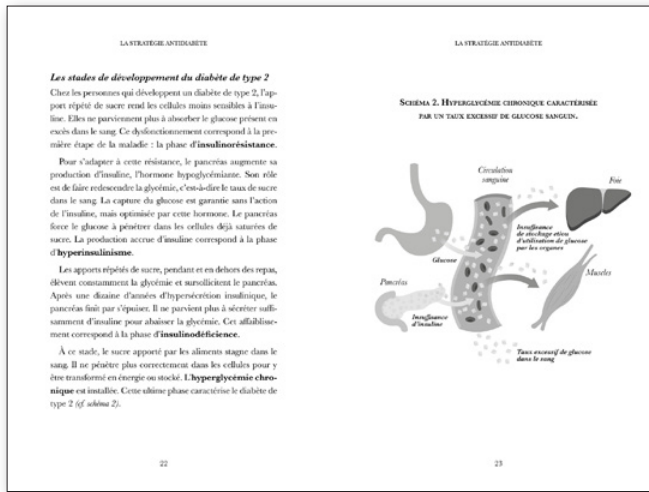 LA STRATÉGIE ANTIDIABÈTE
Les stades de développement du diabète de type 2
Chez les personnes qui développent un diabète de type 2, l'ap-
port répété de sucre rend les cellules moins sensibles à l'insu-
line. Elles ne parviennent plus à absorber le glucose présent en
excès dans le sang. Ce dysfonctionnement correspond à la pre-
mière étape de la maladie : la phase d'insulinorésistance.
Pour s'adapter à cette résistance, le pancréas augmente sa
production d'insuline, l'hormone hypoglycémiante. Son rôle
est de faire redescendre la glycémie, c'est-à-dire le taux de sucre
dans le sang. La capture du glucose est garantie sans l'action
de l'insuline, mais optimisée par cette hormone. Le pancréas
force le glucose à pénétrer dans les cellules déjà saturées de
sucre. La production accrue d'insuline correspond à la phase
d'hyperinsulinisme.
Les apports répétés de sucre, pendant et en dehors des repas,
élèvent constamment la glycémie et sursollicitent le pancréas.
Après une dizaine d'années d'hypersécrétion insulinique, le
pancréas finit par s'épuiser. Il ne parvient plus à sécréter suffi-
samment d'insuline pour abaisser la glycémie. Cet affaiblisse-
ment correspond à la phase d'insulinodéficience.
À ce stade, le sucre apporté par les aliments stagne dans le
sang. Il ne pénètre plus correctement dans les cellules pour y
être transformé en énergie ou stocké. L'hyperglycémie chro-
nique est installée. Cette ultime phase caractérise le diabète de
type 2 (cf. schéma 2).
22
LA STRATÉGIE ANTIDIABÈTE
SCHÉMA 2. HYPERGLYCÉMIE CHRONIQUE CARACTÉRISÉE
PAR UN TAUX EXCESSIF DE GLUCOSE SANGUIN.
Circulation
sanguine
Foie
Insuffisance
de stockage et/ou
d'utilisation de glucose
par les organes
Glucose
Muscles
Pancréas
Insuffisance
d'insuline
Taux excessif de glucose
dans le sang
23